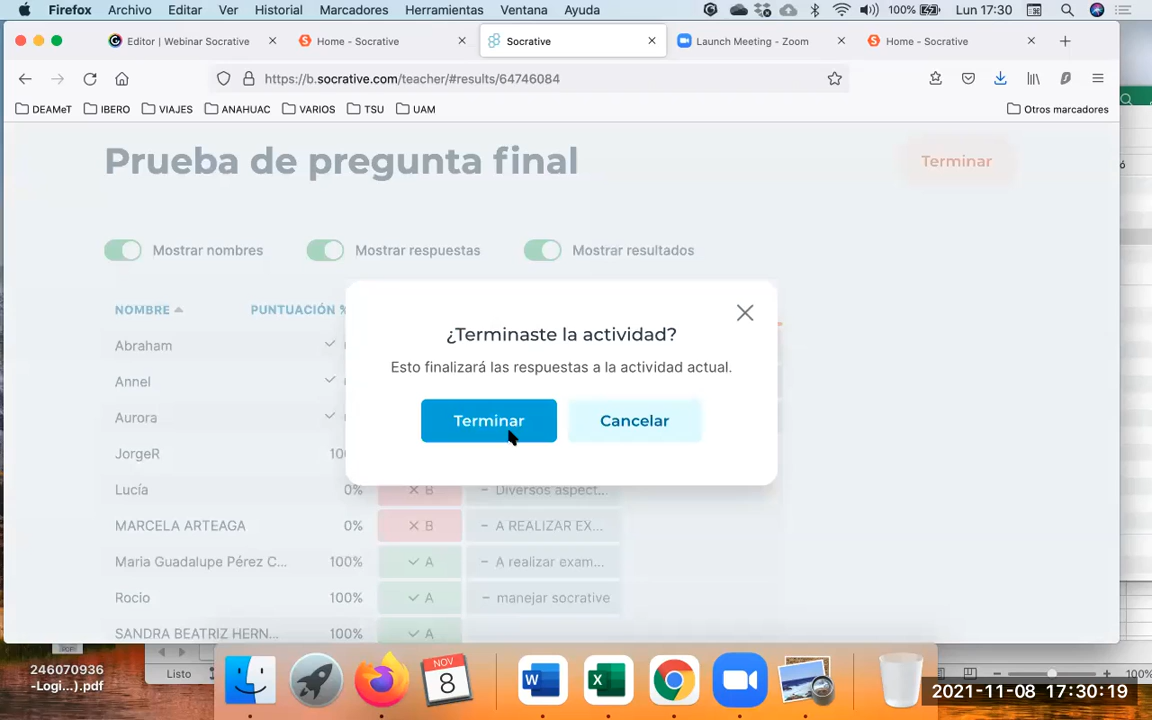 Firefox Archivo Editar Ver Historial Marcadores Herramientas Ventana Ayuda 100% Lun 17:30
Editor | Webinar Socrative Home - Socrative Socrative Launch Meeting - Zoom Home - Socrative
https://b.socrative.com/teacher/#results/64746084
DEAMeT IBERO VIAJES ANAHUAC VARIOS TSU UAM Otros marcadores
Prueba de pregunta final Terminar
Mostrar nombres Mostrar respuestas Mostrar resultados
NOMBRE PUNTUACIÓN %
¿Terminaste la actividad?
Abraham
Esto finalizará las respuestas a la actividad actual.
Annel
Terminar Cancelar
Aurora
JorgeR
Lucía 0% B – Diversos aspect...
MARCELA ARTEAGA 0% B – A REALIZAR EX...
Maria Guadalupe Pérez C... 100% A – A realizar exam...
Rocio 100% A – manejar socrative
SANDRA BEATRIZ HERN... 100% A
246070936
-Logi...).pdf
Listo
NOV
8
100%
2021-11-08 17:30:19